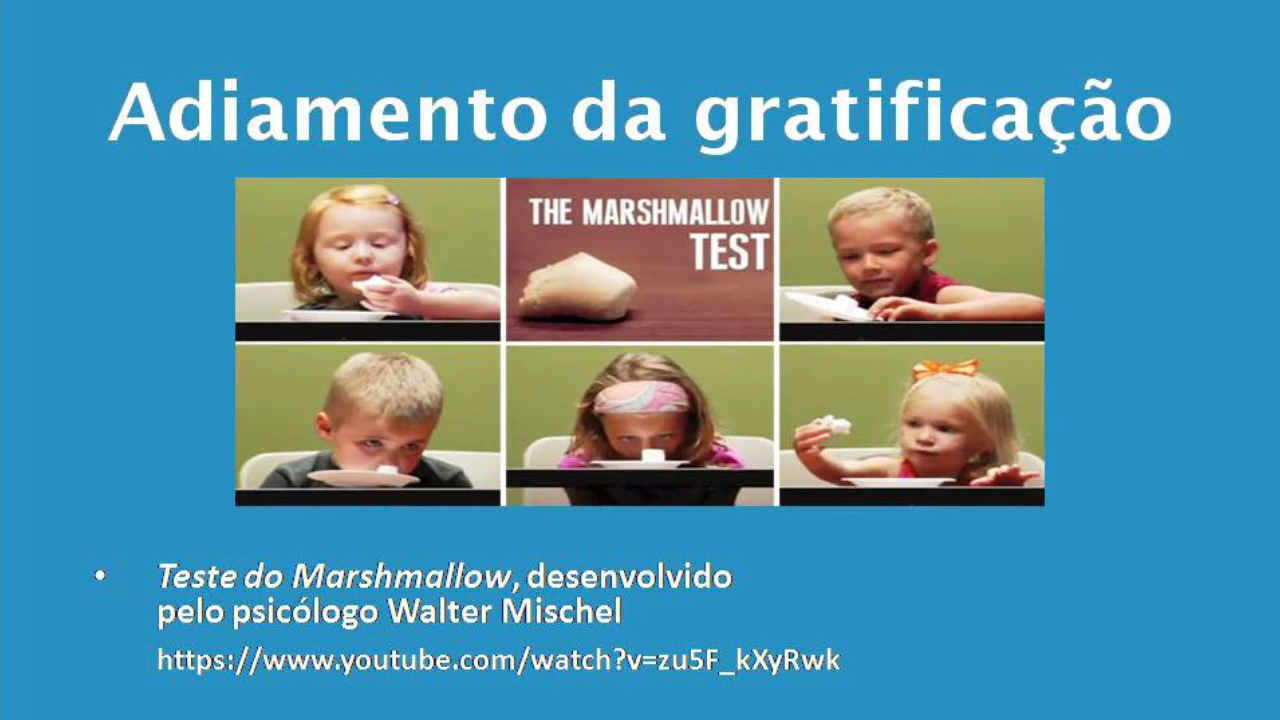 Adiamento da gratificação
THE MARSHMALLOW
TEST
• Teste do Marshmallow, desenvolvido
pelo psicólogo Walter Mischel
https://www.youtube.com/watch?v=zu5F_kXyRwk